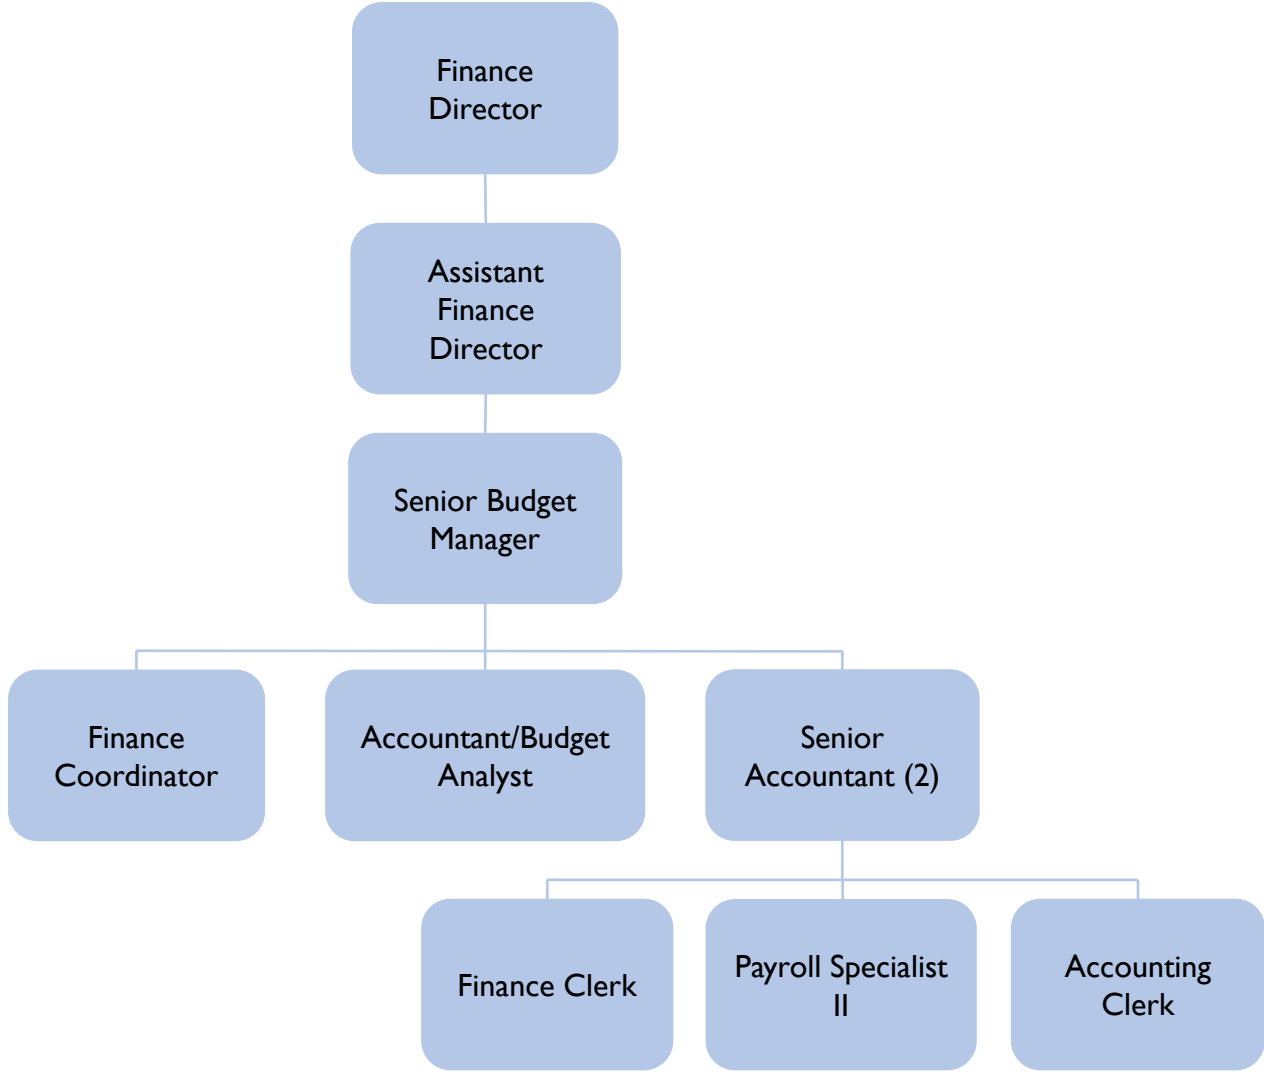 Finance
Director
Assistant
Finance
Director
Senior Budget
Manager
Finance
Coordinator
Accountant/Budget
Analyst
Senior
Accountant (2)
Finance Clerk
Payroll Specialist
II
Accounting
Clerk